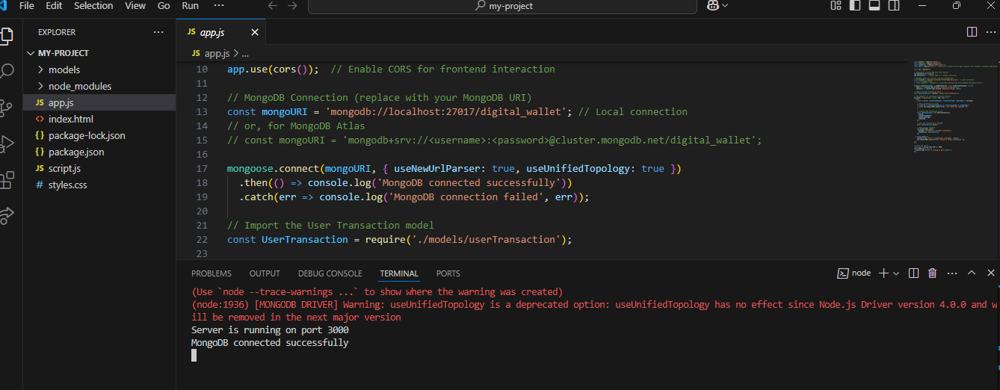 File Edit Selection View Go Run ···
my-project
EXPLORER ···
MY-PROJECT
models
node_modules
JS app.js
<> index.html
{} package-lock.json
{} package.json
JS script.js
# styles.css
JS app.js
JS app.js > ...
10 app.use(cors()); // Enable CORS for frontend interaction
11
12 // MongoDB Connection (replace with your MongoDB URI)
13 const mongoURI = 'mongodb://localhost:27017/digital_wallet'; // Local connection
14 // or, for MongoDB Atlas
15 // const mongoURI = 'mongodb+srv://<username>:<password>@cluster.mongodb.net/digital_wallet';
16
17 mongoose.connect(mongoURI, { useNewUrlParser: true, useUnifiedTopology: true })
18 .then(() => console.log('MongoDB connected successfully'))
19 .catch(err => console.log('MongoDB connection failed', err));
20
21 // Import the User Transaction model
22 const UserTransaction = require('./models/userTransaction');
23
PROBLEMS OUTPUT DEBUG CONSOLE TERMINAL PORTS
node
(Use `node --trace-warnings ...` to show where the warning was created)
(node:1936) [MONGODB DRIVER] Warning: useUnifiedTopology is a deprecated option: useUnifiedTopology has no effect since Node.js Driver version 4.0.0 and w
ill be removed in the next major version
Server is running on port 3000
MongoDB connected successfully